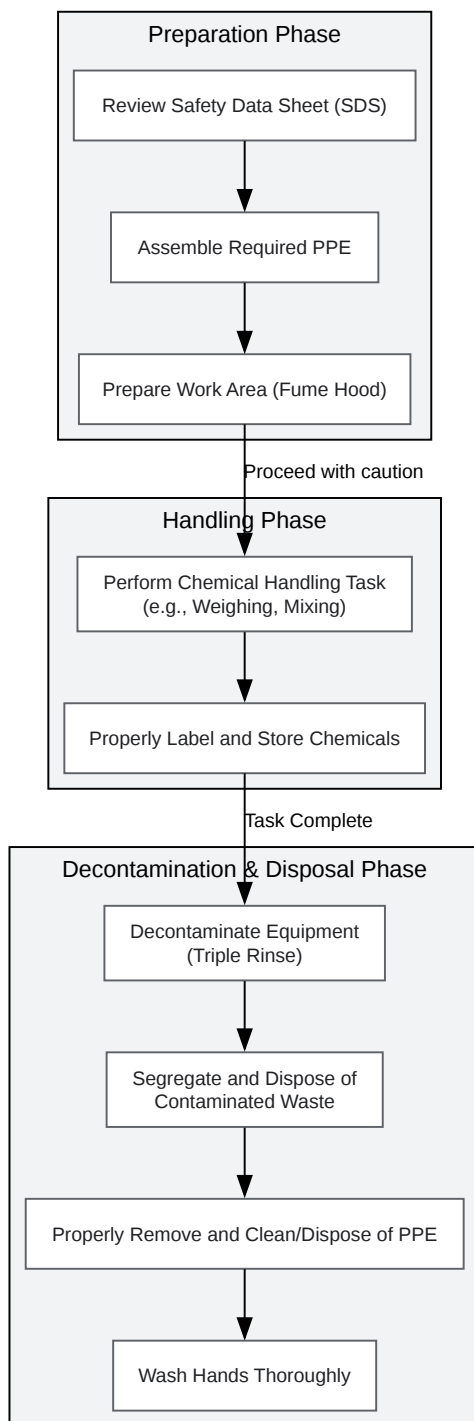 Preparation Phase
Review Safety Data Sheet (SDS)
Assemble Required PPE
Prepare Work Area (Fume Hood)
Proceed with caution
Handling Phase
Perform Chemical Handling Task
(e.g., Weighing, Mixing)
Properly Label and Store Chemicals
Task Complete
Decontamination & Disposal Phase
Decontaminate Equipment
(Triple Rinse)
Segregate and Dispose of
Contaminated Waste
Properly Remove and Clean/Dispose of PPE
Wash Hands Thoroughly